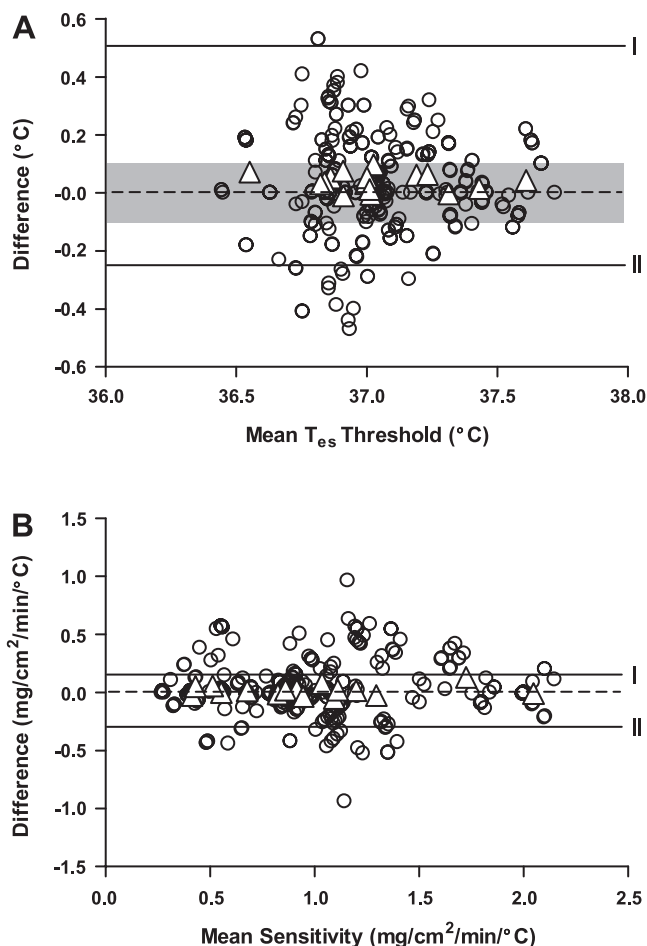 A
0.6
0.4
0.2
-0.0
-0.2
-0.4
-0.6
Difference (°C)
I
II
36.0 36.5 37.0 37.5 38.0
Mean Tes Threshold (°C)
B
1.5
1.0
0.5
0.0
-0.5
-1.0
-1.5
Difference (mg/cm²/min/°C)
I
II
0.0 0.5 1.0 1.5 2.0 2.5
Mean Sensitivity (mg/cm²/min/°C)